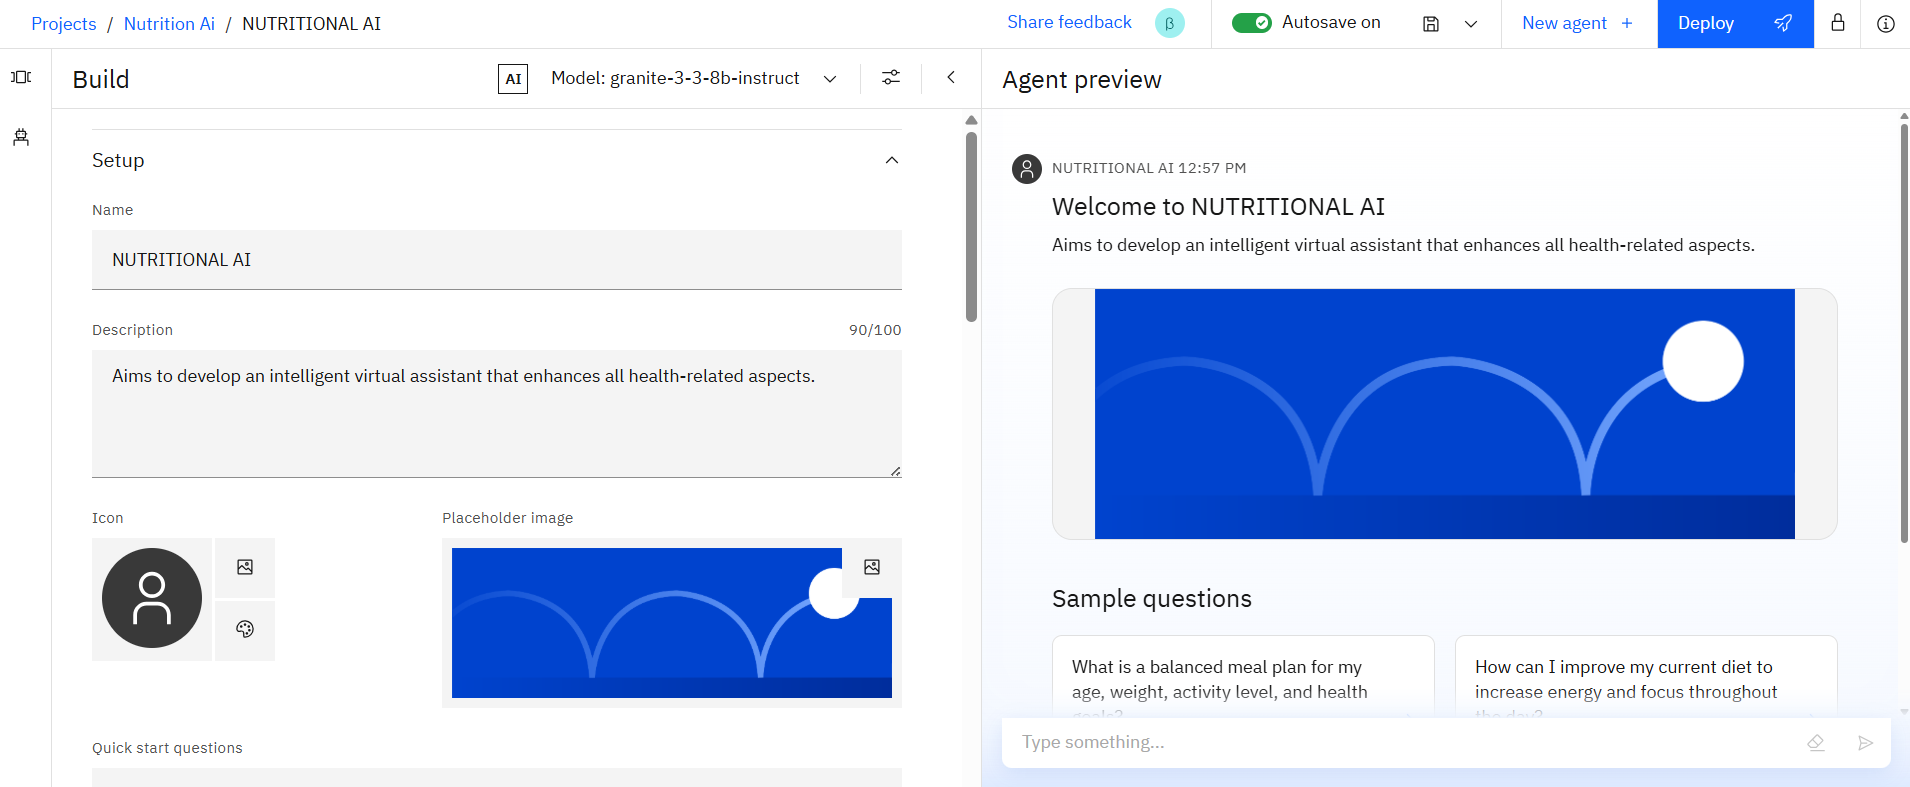 Projects / Nutrition Ai / NUTRITIONAL AI
Share feedback β Autosave on New agent + Deploy
Build AI Model: granite-3-3-8b-instruct
Agent preview
Setup
Name
NUTRITIONAL AI
Description 90/100
Aims to develop an intelligent virtual assistant that enhances all health-related aspects.
Icon Placeholder image
Quick start questions
NUTRITIONAL AI 12:57 PM
Welcome to NUTRITIONAL AI
Aims to develop an intelligent virtual assistant that enhances all health-related aspects.
Sample questions
What is a balanced meal plan for my
age, weight, activity level, and health
goals?
How can I improve my current diet to
increase energy and focus throughout
the day?
Type something...